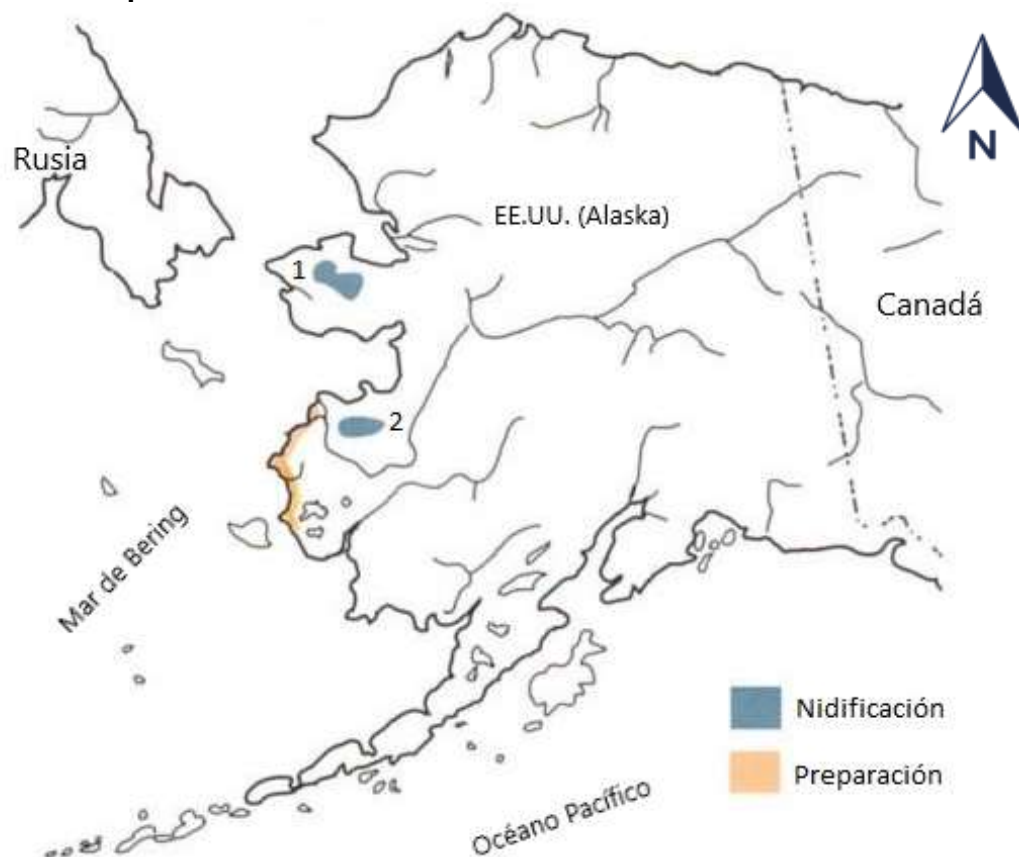 N
Rusia
EE.UU. (Alaska)
1
Canadá
2
Mar de Bering
Nidificación
Preparación
Océano Pacífico